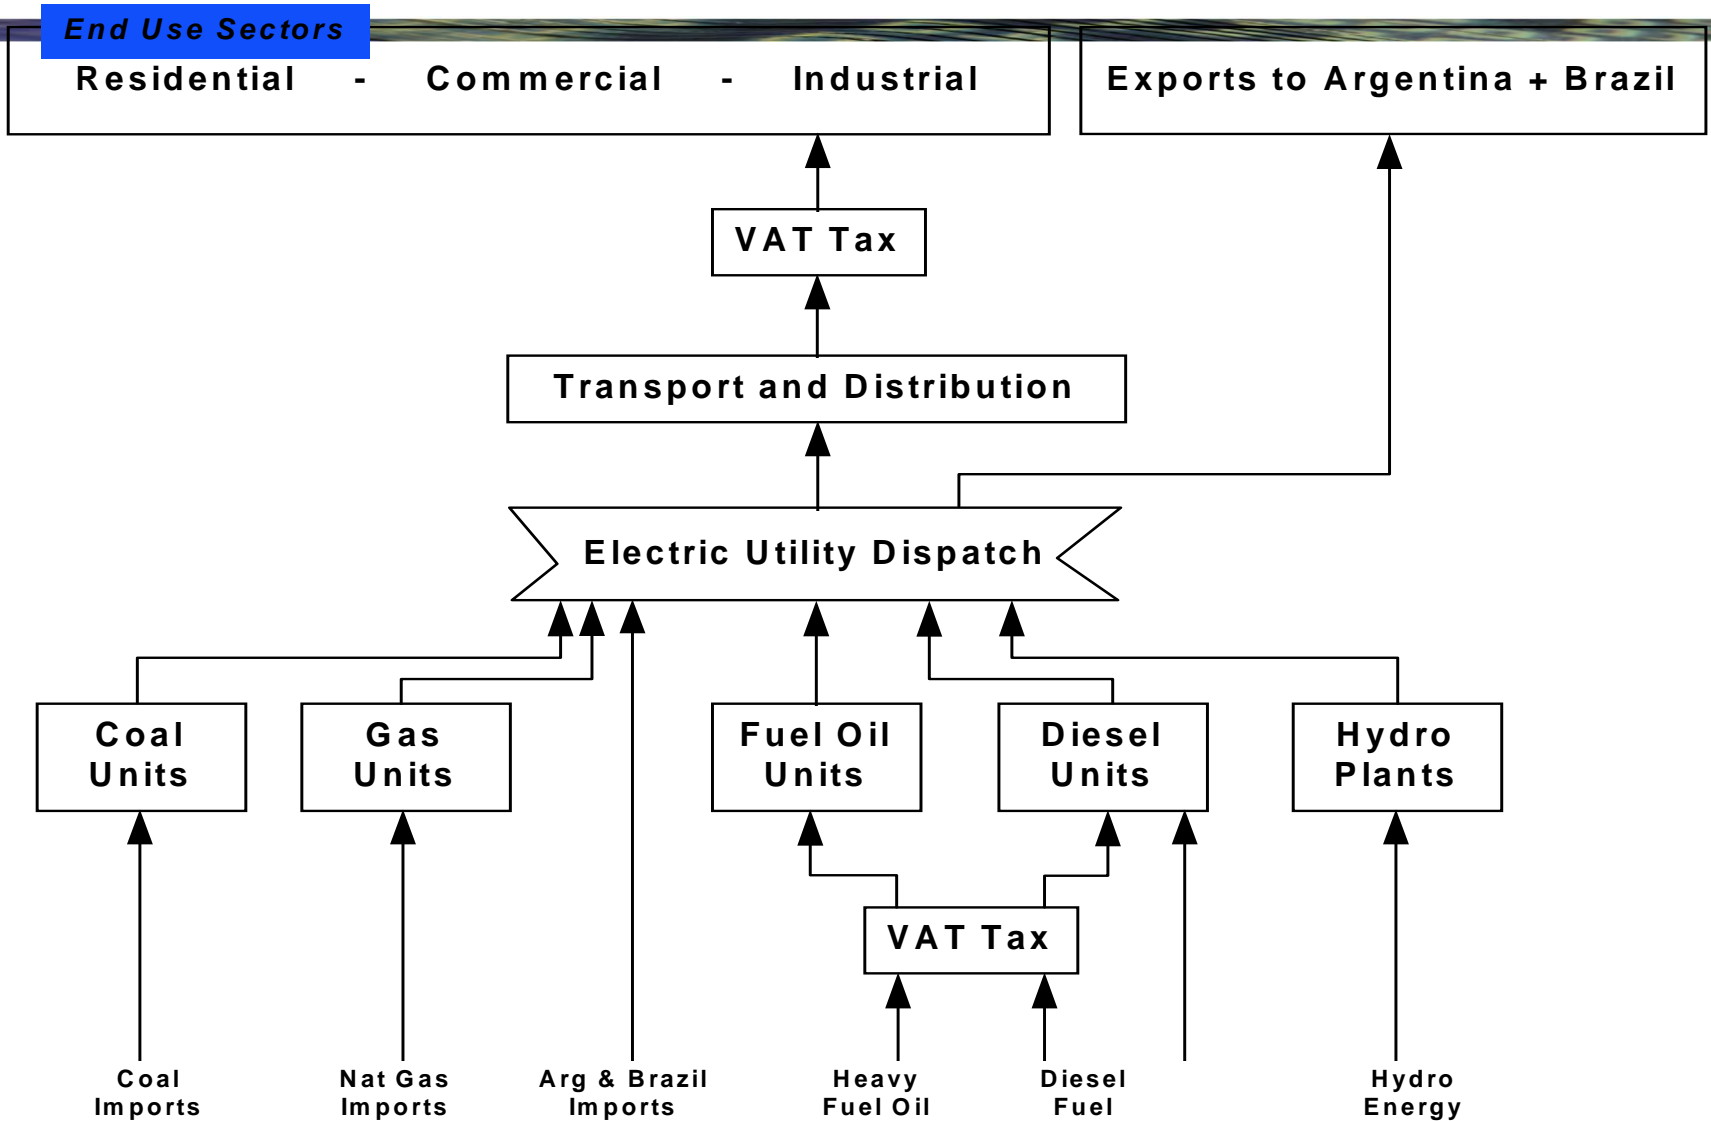 End Use Sectors
Residential - Commercial - Industrial
Exports to Argentina + Brazil
VAT Tax
Transport and Distribution
Electric Utility Dispatch
Coal
Units
Gas
Units
Fuel Oil
Units
Diesel
Units
Hydro
Plants
VAT Tax
Coal
Imports
Nat Gas
Imports
Arg & Brazil
Imports
Heavy
Fuel Oil
Diesel
Fuel
Hydro
Energy